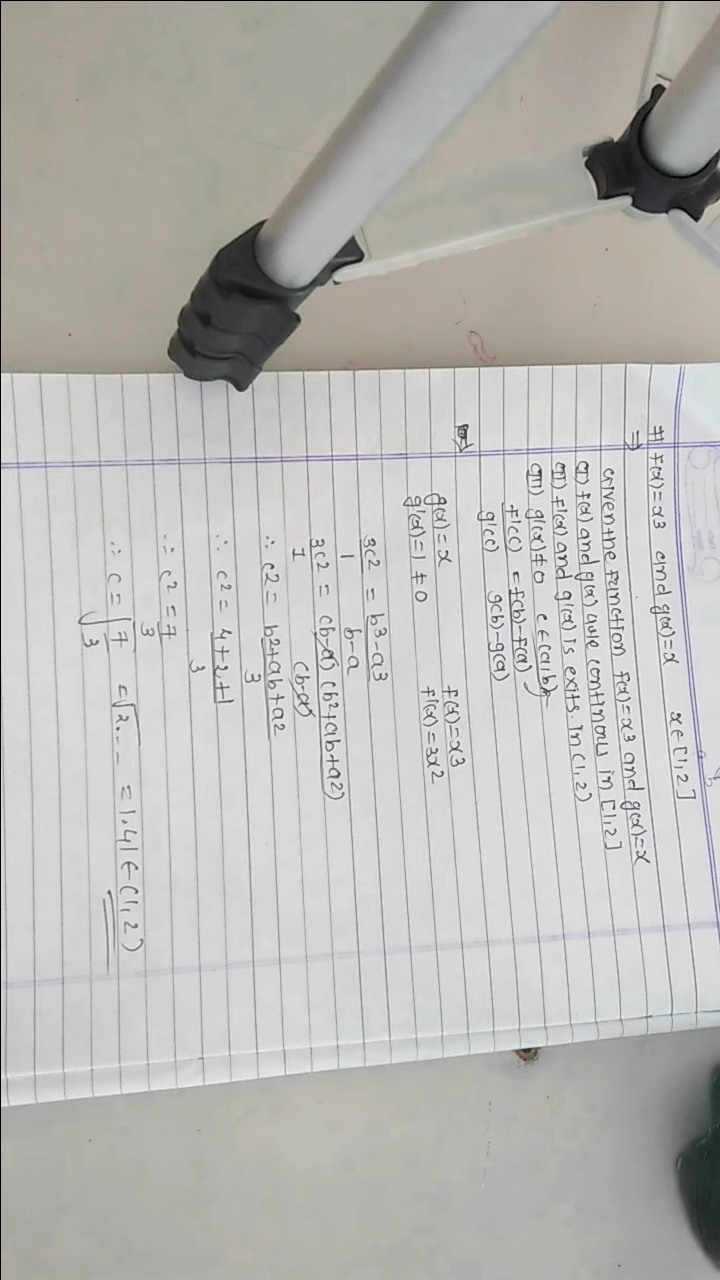 # f(x)=x3 and g(x)=x x∈[1,2]
⇒ Given the function f(x)=x3 and g(x)=x
(I) f(x) and g(x) are continous in [1,2]
(II) f'(x) and g'(x) is exits. in (1,2)
(III) g'(x)≠0 c∈(a,b)
f'(c) = f(b)-f(a)
g'(c) g(b)-g(a)
g(x)=x f(x)=x3
g'(x)=1≠0 f'(x)=3x2
3c2 = b3-a3
1 b-a
3c2 = (b-a) (b2+ab+a2)
1 (b-a)
∴ c2 = b2+ab+a2
3
∴ c2 = 4+2+1
3
∴ c2 = 7
3
∴ c = √7 = √2.-- = 1.41 ∈ (1,2)
3